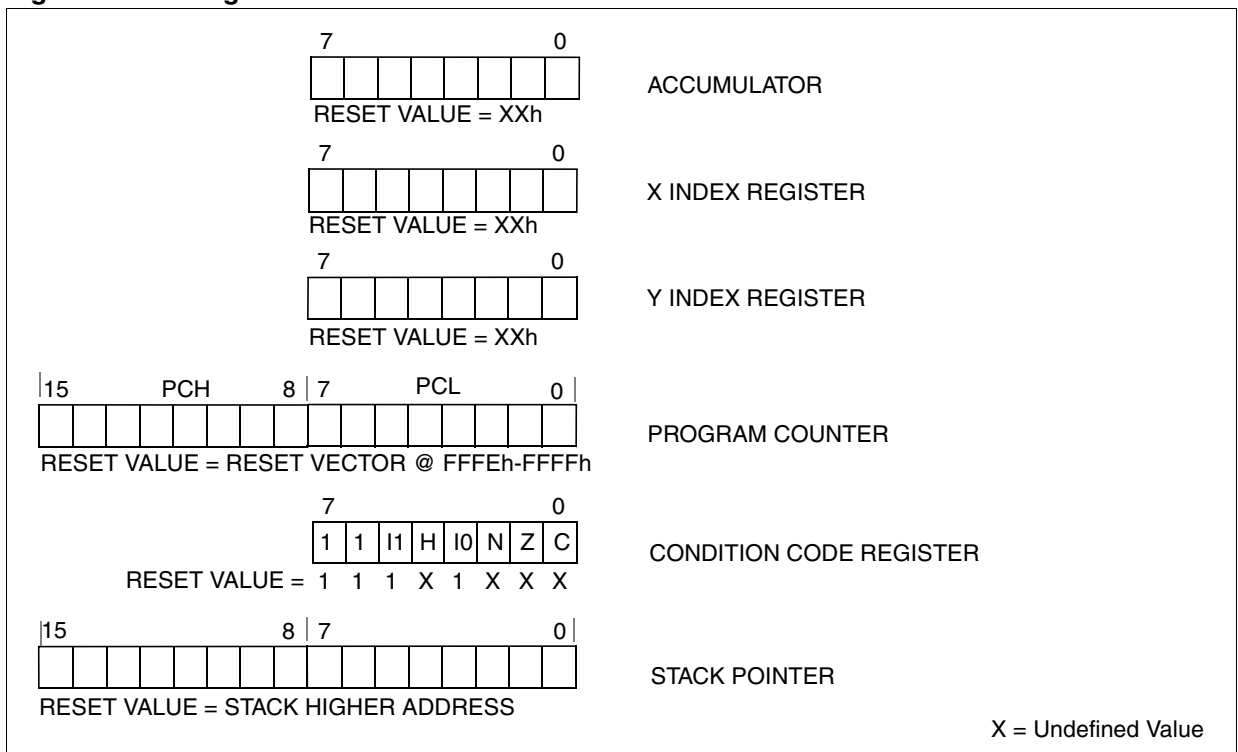 7 0
ACCUMULATOR
RESET VALUE = XXh
7 0
X INDEX REGISTER
RESET VALUE = XXh
7 0
Y INDEX REGISTER
RESET VALUE = XXh
15 PCH 8 7 PCL 0
PROGRAM COUNTER
RESET VALUE = RESET VECTOR @ FFFEh-FFFFh
7 0
1 1 I1 H I0 N Z C
CONDITION CODE REGISTER
RESET VALUE = 1 1 1 X 1 X X X
15 8 7 0
STACK POINTER
RESET VALUE = STACK HIGHER ADDRESS
X = Undefined Value